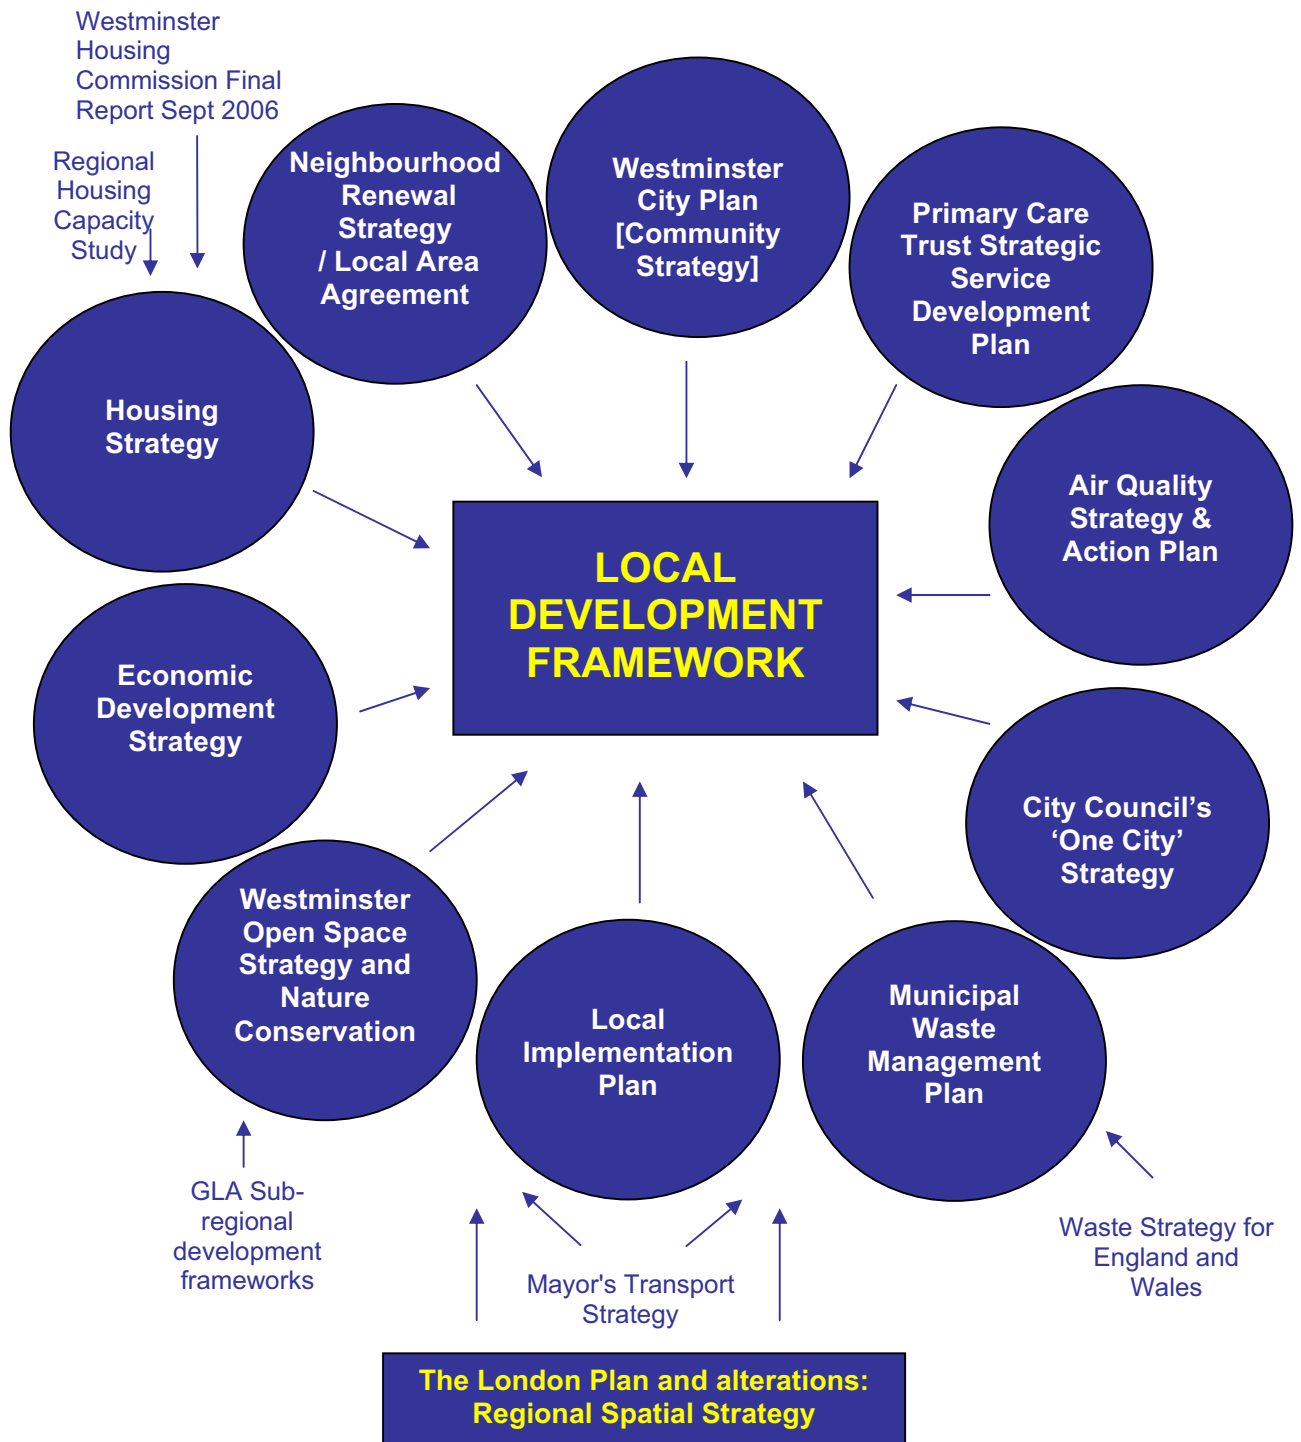 Westminster
Housing
Commission Final
Report Sept 2006
Regional
Housing
Capacity
Study
Neighbourhood
Renewal
Strategy
/ Local Area
Agreement
Westminster
City Plan
[Community
Strategy]
Primary Care
Trust Strategic
Service
Development
Plan
Housing
Strategy
Air Quality
Strategy &
Action Plan
LOCAL
DEVELOPMENT
FRAMEWORK
Economic
Development
Strategy
City Council’s
‘One City’
Strategy
Westminster
Open Space
Strategy and
Nature
Conservation
Local
Implementation
Plan
Municipal
Waste
Management
Plan
GLA Sub-
regional
development
frameworks
Mayor's Transport
Strategy
Waste Strategy for
England and
Wales
The London Plan and alterations:
Regional Spatial Strategy